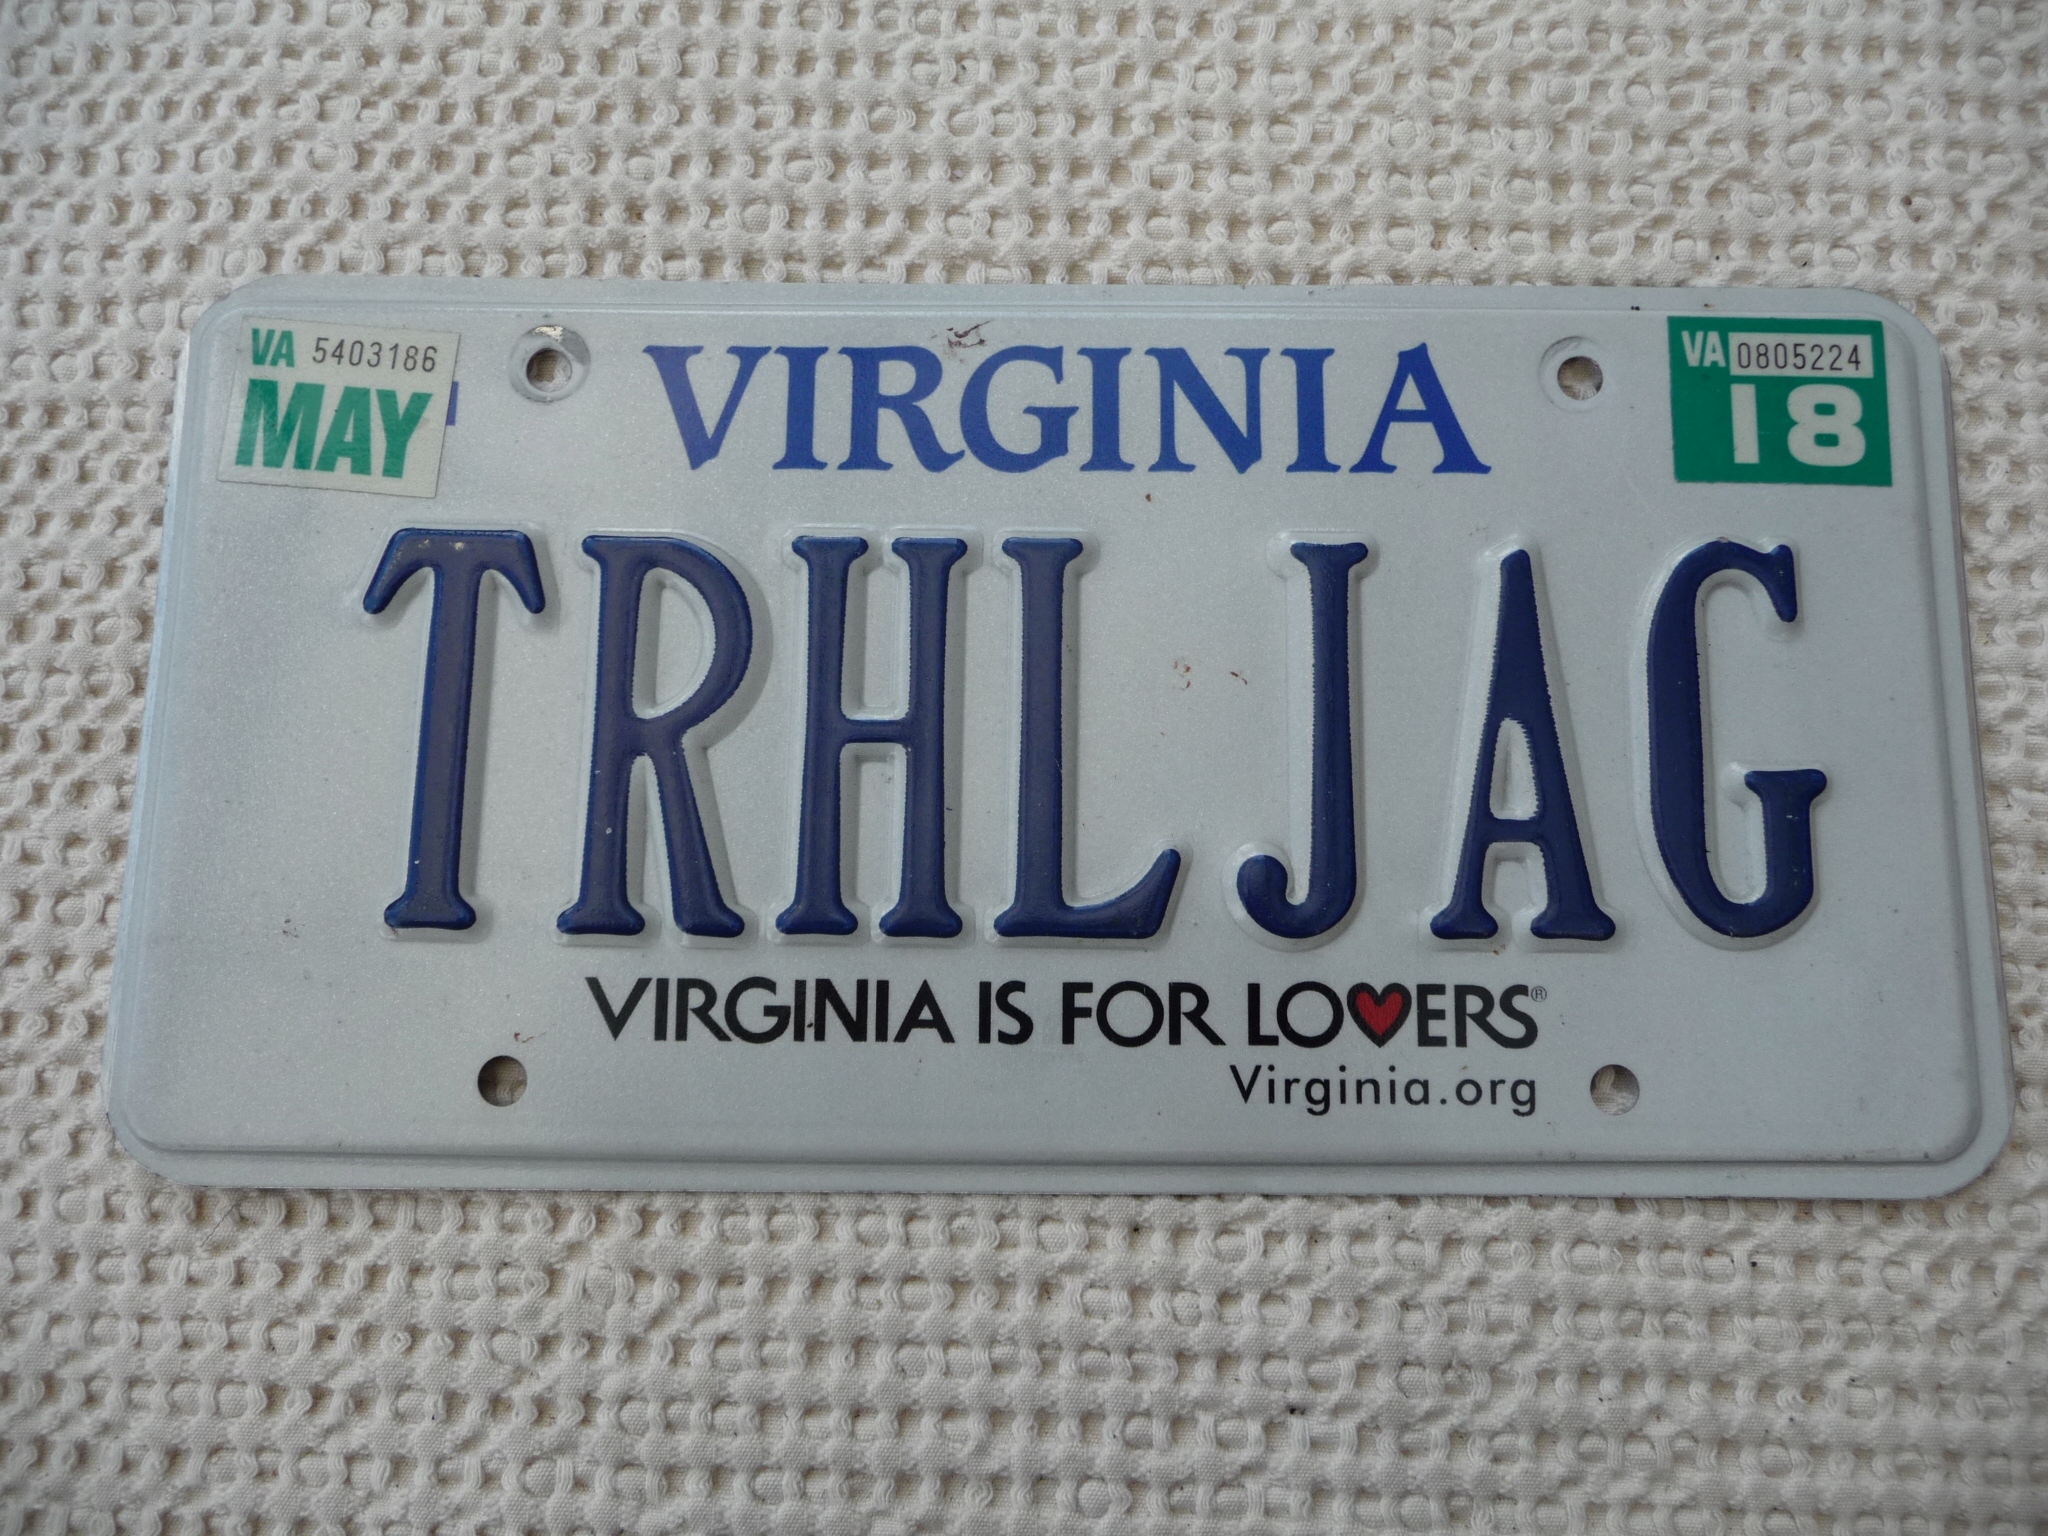 VA 5403186
MAY
VIRGINIA
VA 0805224
18
TRHLJAG
VIRGINIA IS FOR LOVERS®
Virginia.org